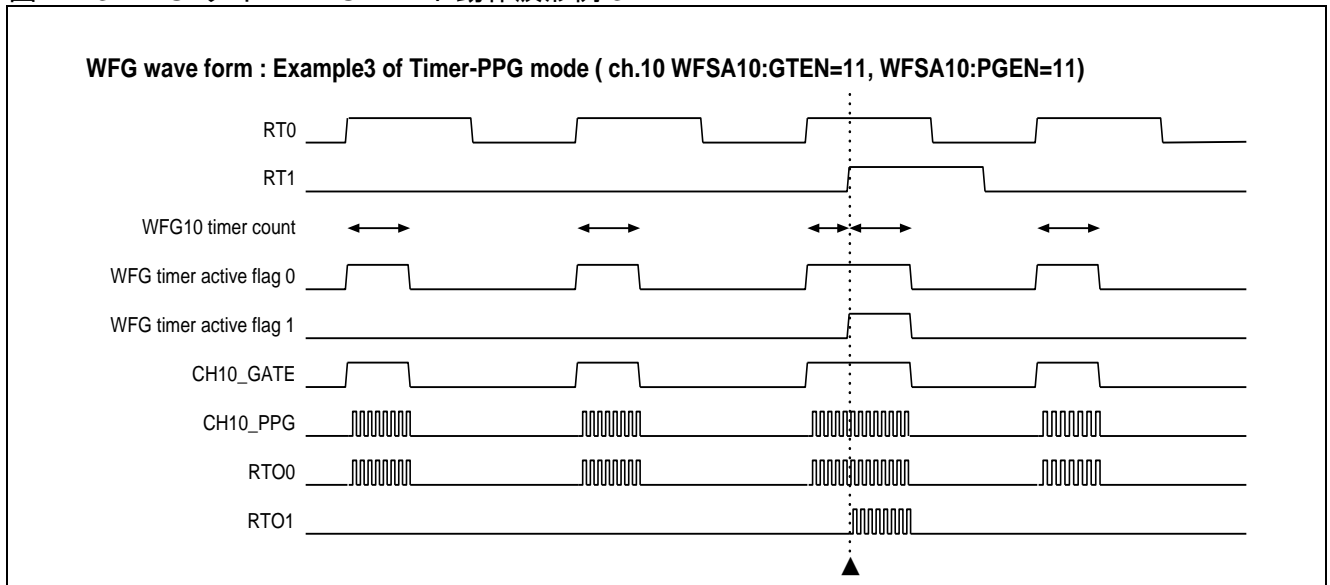 WFG wave form : Example3 of Timer-PPG mode ( ch.10 WFSA10:GTEN=11, WFSA10:PGEN=11)
RT0
RT1
WFG10 timer count
WFG timer active flag 0
WFG timer active flag 1
CH10_GATE
CH10_PPG
RTO0
RTO1